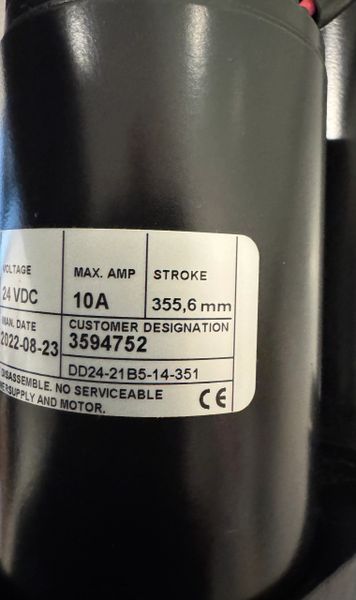 VOLTAGE MAX. AMP STROKE
24 VDC 10A 355,6 mm
MAN. DATE CUSTOMER DESIGNATION
2022-08-23 3594752
DD24-21B5-14-351
DISASSEMBLE. NO SERVICEABLE
SUPPLY AND MOTOR. CE